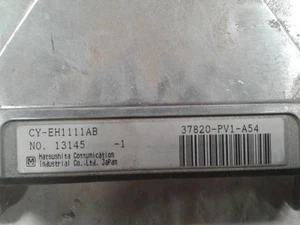 CY-EH1111AB
NO. 13145 -1
37820-PV1-A54
M Matsushita Communication
Industrial Co.,Ltd. Japan